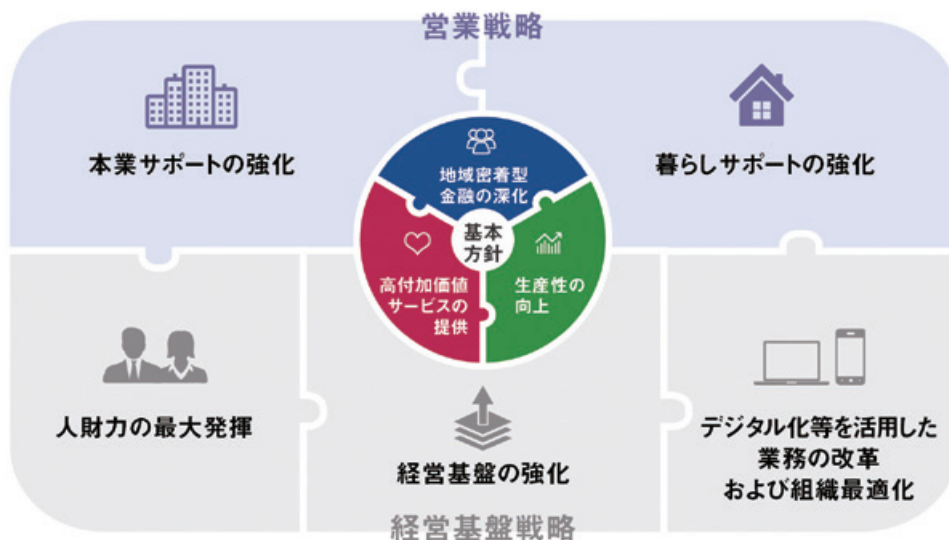 営業戦略
本業サポートの強化
暮らしサポートの強化
地域密着型
金融の深化
基本
方針
高付加価値
サービスの
提供
生産性の
向上
人財力の最大発揮
経営基盤の強化
デジタル化等を活用した
業務の改革
および組織最適化
経営基盤戦略